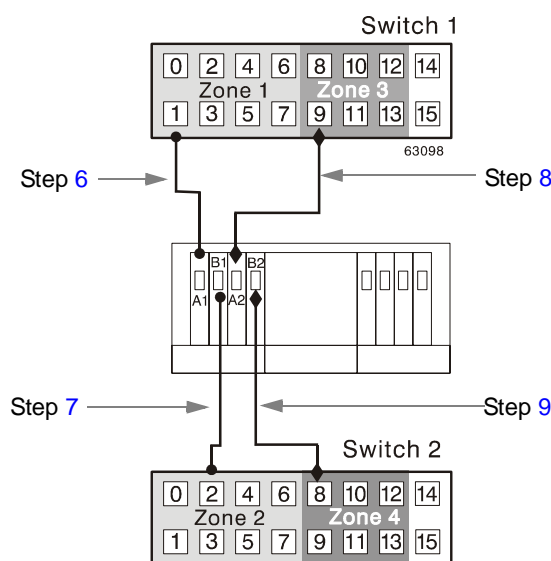 Switch 1
0 2 4 6 8 10 12 14
Zone 1 Zone 3
1 3 5 7 9 11 13 15
63098
Step 6
Step 8
B1 B2
A1 A2
Step 7
Step 9
Switch 2
0 2 4 6 8 10 12 14
Zone 2 Zone 4
1 3 5 7 9 11 13 15